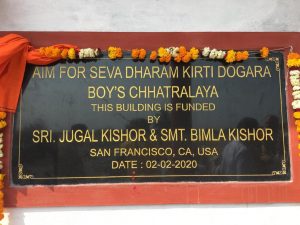 AIM FOR SEVA DHARAM KIRTI DOGARA
BOY'S CHHATRALAYA
THIS BUILDING IS FUNDED
BY
SRI. JUGAL KISHOR & SMT. BIMLA KISHOR
SAN FRANCISCO, CA, USA
DATE : 02-02-2020